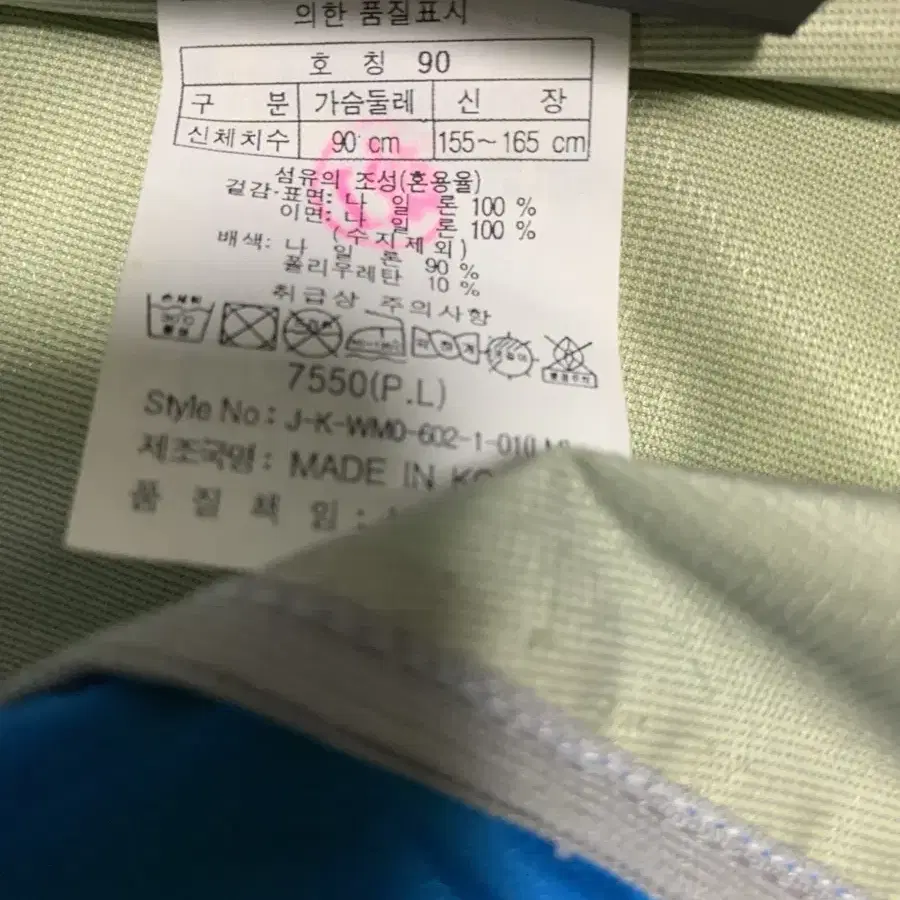 의한 품질표시
호 칭 90
구 분 가슴둘레 신 장
신체치수 90 cm 155~165 cm
섬유의 조성(혼용율)
겉감·표면: 나 일 론 100 %
이면: 나 일 론 100 %
(수지제외)
배색: 나 일 론 90 %
폴리우레탄 10 %
취급상 주의사항
7550(P.L)
Style No: J-K-WM0-602-1-010
제조국명: MADE IN
품 질 책 임 :